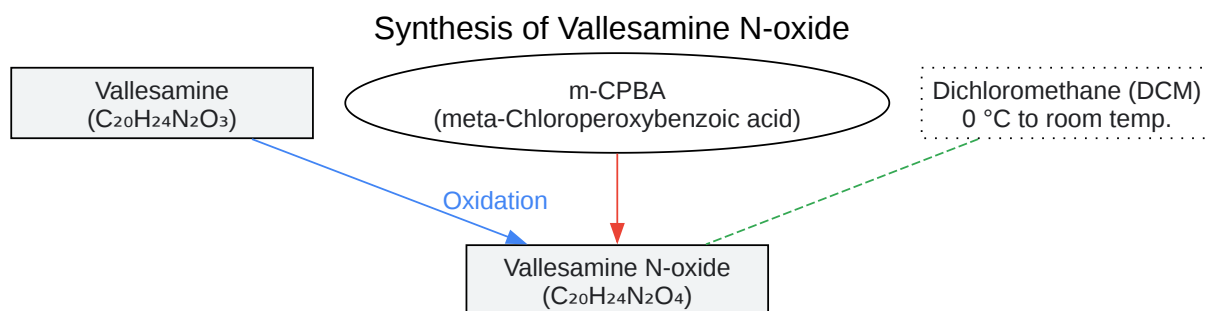 Synthesis of Vallesamine N-oxide
Vallesamine
(C₂₀H₂₄N₂O₃)
m-CPBA
(meta-Chloroperoxybenzoic acid)
Dichloromethane (DCM)
0 °C to room temp.
Oxidation
Vallesamine N-oxide
(C₂₀H₂₄N₂O₄)